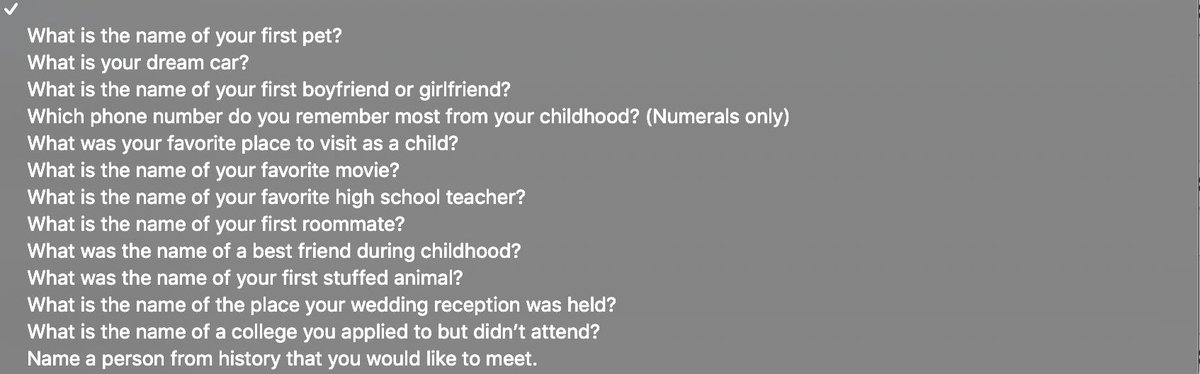 What is the name of your first pet?
What is your dream car?
What is the name of your first boyfriend or girlfriend?
Which phone number do you remember most from your childhood? (Numerals only)
What was your favorite place to visit as a child?
What is the name of your favorite movie?
What is the name of your favorite high school teacher?
What is the name of your first roommate?
What was the name of a best friend during childhood?
What was the name of your first stuffed animal?
What is the name of the place your wedding reception was held?
What is the name of a college you applied to but didn’t attend?
Name a person from history that you would like to meet.